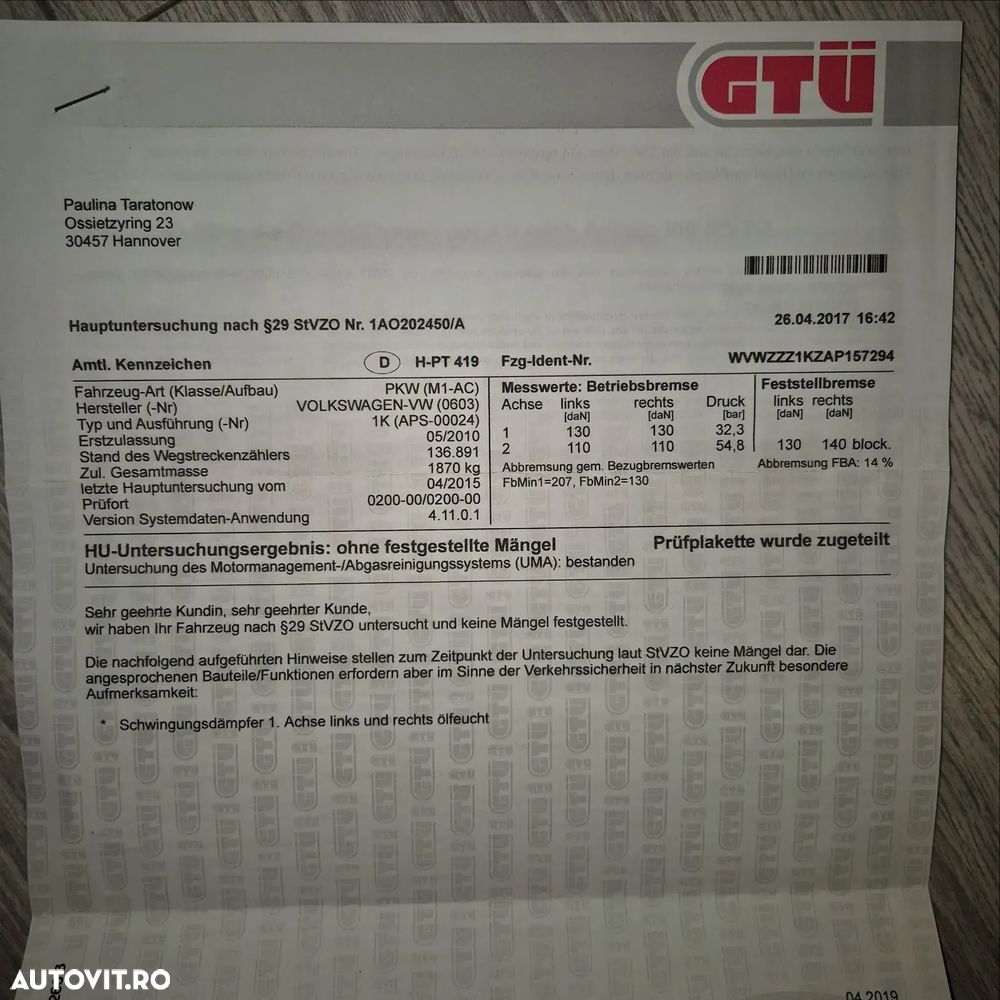 GTÜ
Paulina Taratonow
Ossietzyring 23
30457 Hannover
Hauptuntersuchung nach §29 StVZO Nr. 1AO202450/A
26.04.2017 16:42
Amtl. Kennzeichen D H-PT 419 Fzg-Ident-Nr. WVWZZZ1KZAP157294
Fahrzeug-Art (Klasse/Aufbau) PKW (M1-AC)
Hersteller (-Nr) VOLKSWAGEN-VW (0603)
Typ und Ausführung (-Nr) 1K (APS-00024)
Erstzulassung 05/2010
Stand des Wegstreckenzählers 136.891
Zul. Gesamtmasse 1870 kg
letzte Hauptuntersuchung vom 04/2015
Prüfort 0200-00/0200-00
Version Systemdaten-Anwendung 4.11.0.1
Messwerte: Betriebsbremse
Achse links rechts Druck
[daN] [daN] [bar]
1 130 130 32,3
2 110 110 54,8
Feststellbremse
links rechts
[daN] [daN]
130 140 block.
Abbremsung gem. Bezugbremswerten
Abbremsung FBA: 14 %
FbMin1=207, FbMin2=130
HU-Untersuchungsergebnis: ohne festgestellte Mängel
Prüfplakette wurde zugeteilt
Untersuchung des Motormanagement-/Abgasreinigungssystems (UMA): bestanden
Sehr geehrte Kundin, sehr geehrter Kunde,
wir haben Ihr Fahrzeug nach §29 StVZO untersucht und keine Mängel festgestellt.
Die nachfolgend aufgeführten Hinweise stellen zum Zeitpunkt der Untersuchung laut StVZO keine Mängel dar. Die
angesprochenen Bauteile/Funktionen erfordern aber im Sinne der Verkehrssicherheit in nächster Zukunft besondere
Aufmerksamkeit:
* Schwingungsdämpfer 1. Achse links und rechts ölfeucht
AUTOVIT.RO
04.2019